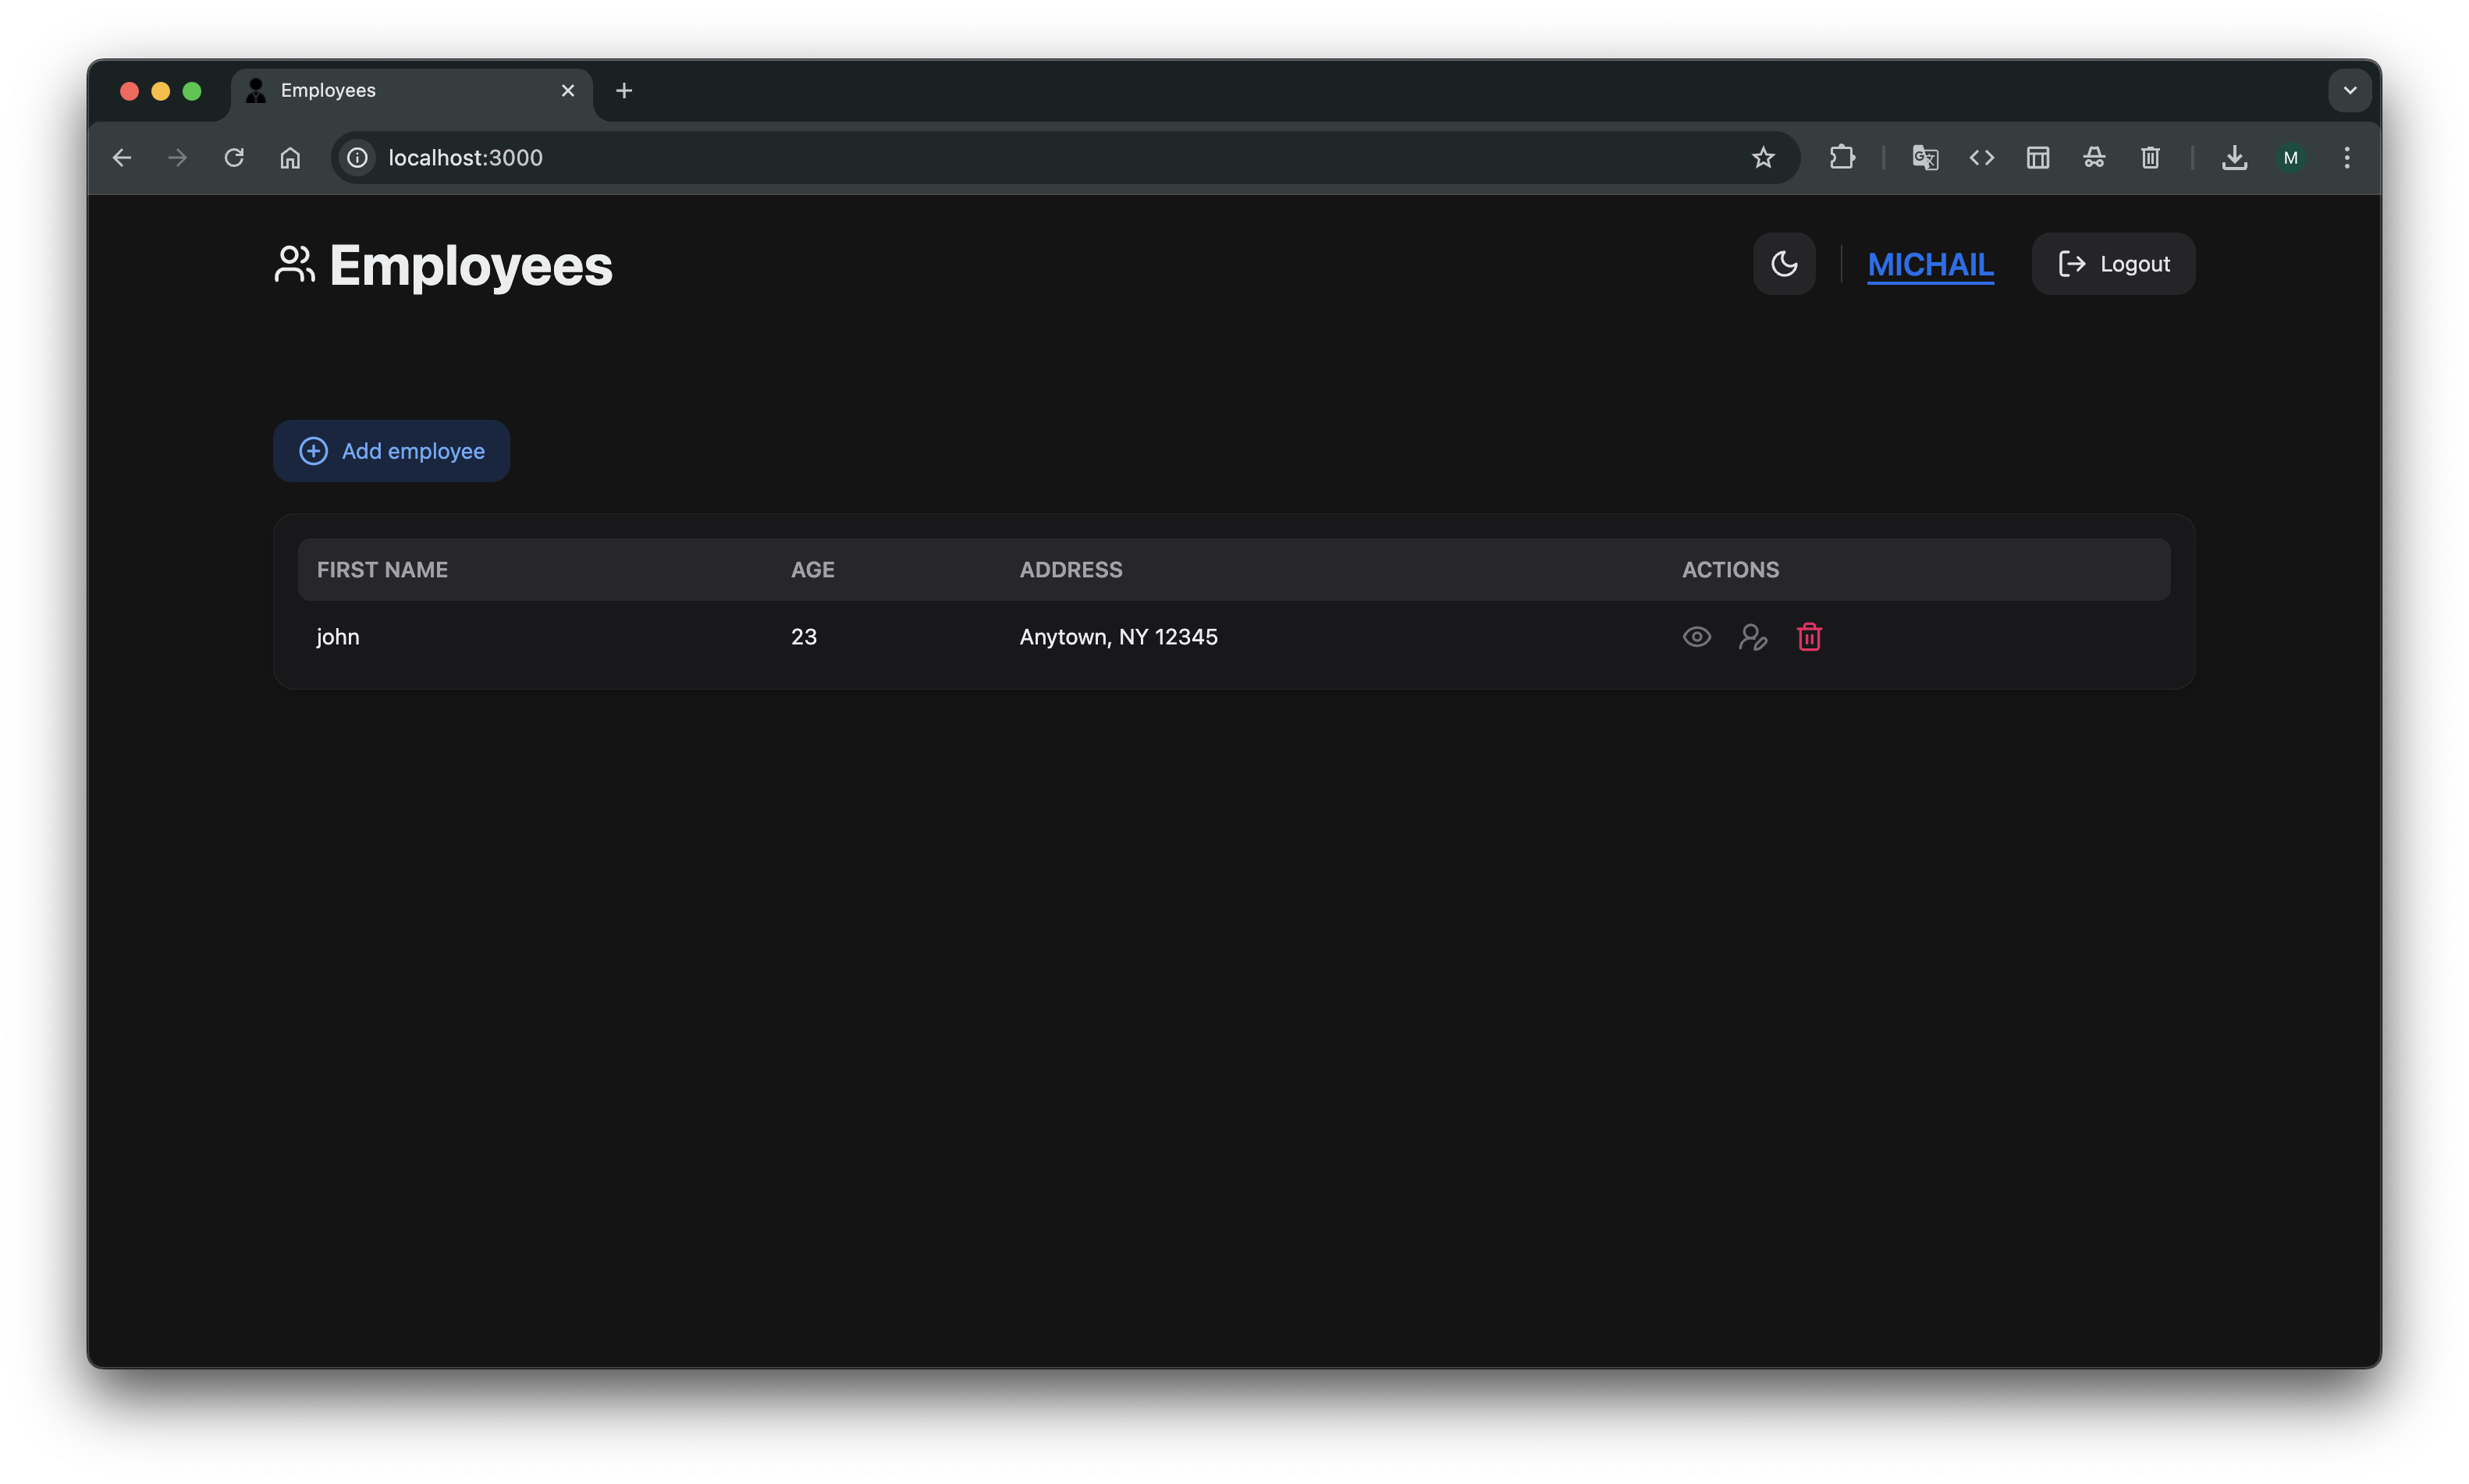 Employees
localhost:3000
M
Employees
MICHAIL
Logout
Add employee
FIRST NAME AGE ADDRESS ACTIONS
john 23 Anytown, NY 12345